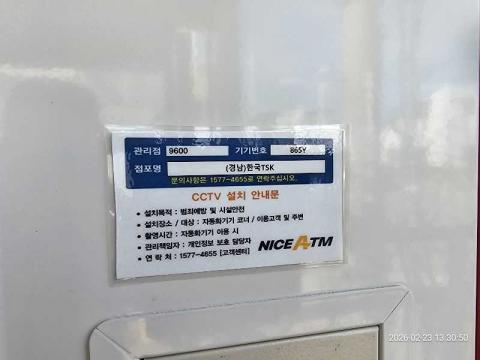 관리점 9600 기기번호 865Y
점포명 (경남)한국TSK
문의사항은 1577-4655로 연락주십시오.
CCTV 설치 안내문
• 설치목적 : 범죄예방 및 시설안전
• 설치장소 / 대상 : 자동화기기 코너 / 이용고객 및 주변
• 촬영시간 : 자동화기기 이용 시
• 관리책임자 : 개인정보 보호 담당자
• 연 락 처 : 1577-4655 [고객센터]
NICE ATM
2026-02-23 13:30:50